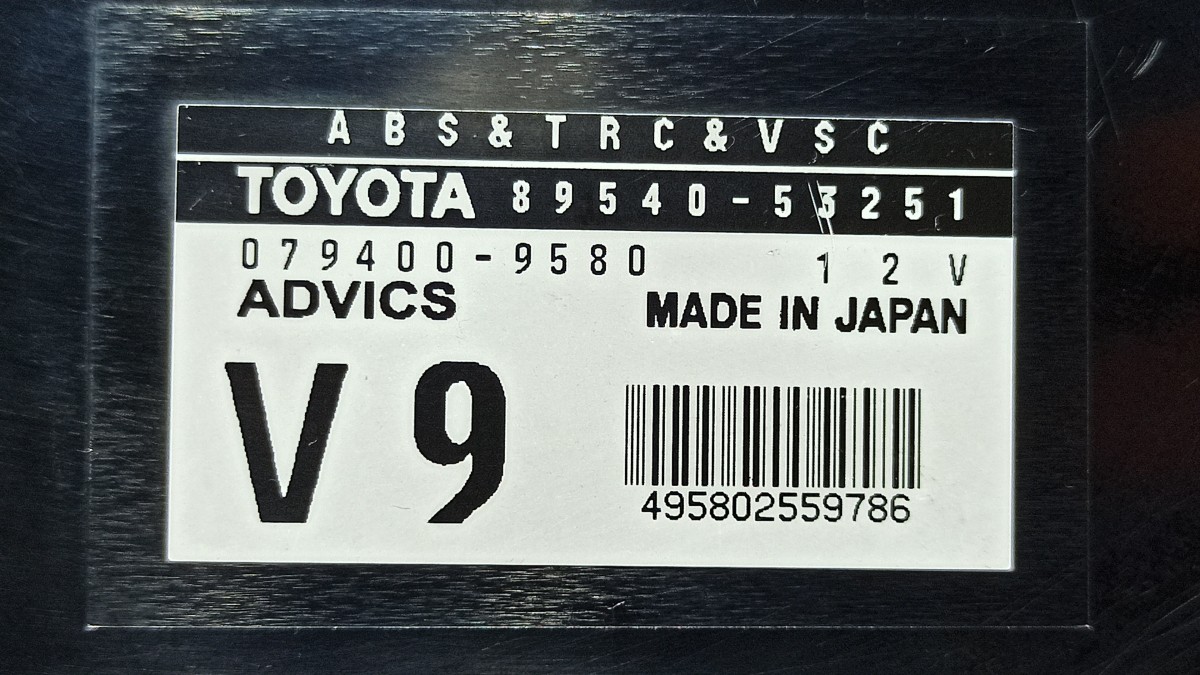 ABS&TRC&VSC
TOYOTA 89540-53251
079400-9580 12V
ADVICS MADE IN JAPAN
V9
495802559786